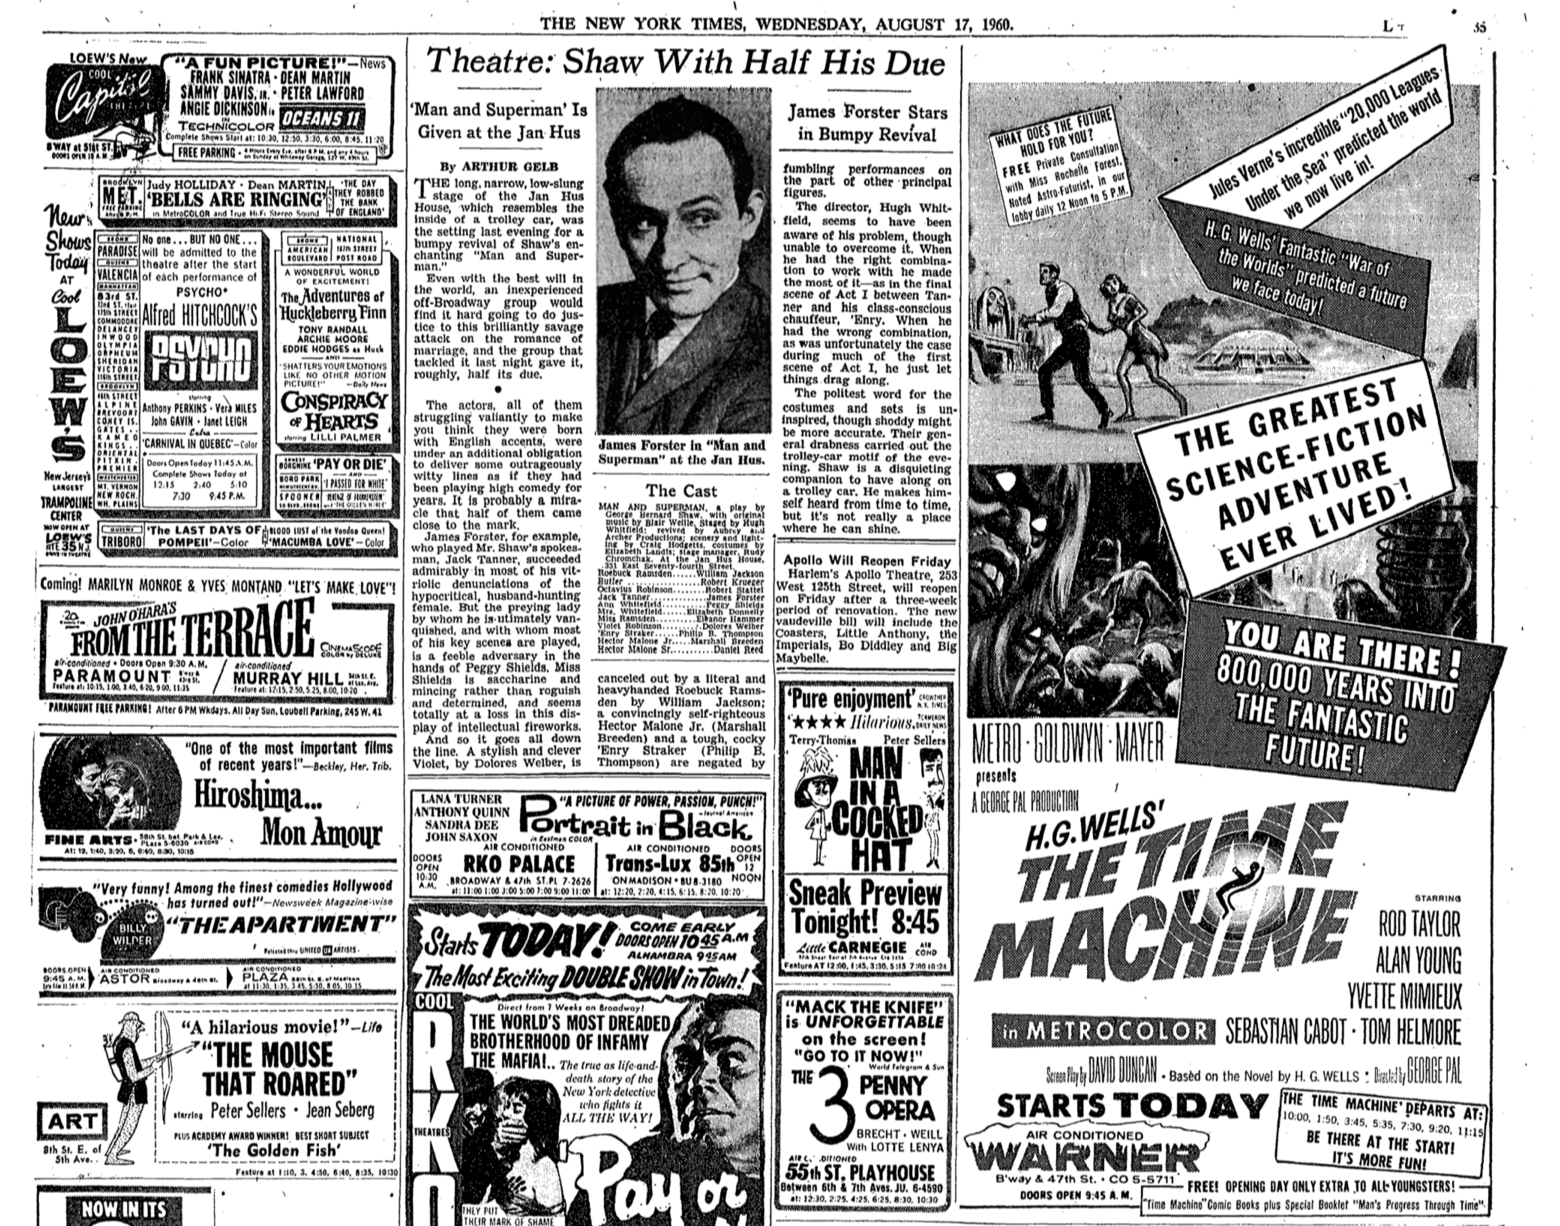 THE NEW YORK TIMES, WEDNESDAY, AUGUST 17, 1960.
L
35
LOEW'S New
COOL
Capitol
B'WAY at 51st ST.
"A FUN PICTURE!"—News
FRANK SINATRA · DEAN MARTIN
SAMMY DAVIS, JR. · PETER LAWFORD
ANGIE DICKINSON in
OCEANS 11
IN
TECHNICOLOR
Complete Shows Start at: 10:30, 12:50, 3:30, 6:00, 8:45, 11:20
FREE PARKING
New
Shows
Today
AT
Cool
LOEW'S
BROOKLYN
MET.
Judy HOLLIDAY · Dean MARTIN
'BELLS ARE RINGING'
in MetroCOLOR and True Hi-Fi Stereo Sound
'THE DAY
THEY ROBBED
THE BANK
OF ENGLAND'
BRONX
PARADISE
QUEENS
VALENCIA
MANHATTAN
83rd ST.
72nd ST.
175th STREET
COMMODORE
DELANCEY
INWOOD
OLYMPIA
ORPHEUM
SHERIDAN
VICTORIA
116th STREET
BROOKLYN
46th STREET
ALPINE
BREVOORT
CONEY IS.
GATES
KAMEO
KINGS
ORIENTAL
PITKIN
PREMIER
WESTCHESTER
MT. VERNON
NEW ROCH.
WH. PLAINS
No one ... BUT NO ONE ...
will be admitted to the
theatre after the start
of each performance of
PSYCHO*
Alfred HITCHCOCK'S
PSYCHO
starring
Anthony PERKINS · Vera MILES
John GAVIN · Janet LEIGH
Extra
'CARNIVAL IN QUEBEC'—Color
Doors Open Today 11:45 A.M.
Complete Shows Today at
12.15 2:40 5:10
7:30 9.45 P.M.
BRONX
AMERICAN
BOULEVARD
NATIONAL
167th STREET
POST ROAD
A WONDERFUL WORLD
OF EXCITEMENT!
The Adventures of
Huckleberry Finn
TONY RANDALL
ARCHIE MOORE
EDDIE HODGES as Huck
AND
"SHATTERS YOUR EMOTIONS
LIKE NO OTHER MOTION
PICTURE!" —Daily News
CONSPIRACY
of HEARTS
starring LILLI PALMER
New Jersey's
LARGEST
TRAMPOLINE
CENTER
NOW OPEN AT
LOEW'S
RTE 35 N.J.
BORGNINE 'PAY OR DIE'
BORO PARK
AND
'I PASSED FOR WHITE'
SPOONER
QUEENS
TRIBORO
'The LAST DAYS OF
POMPEII'—Color
BLOOD LUST of the Voodoo Queen!
'MACUMBA LOVE'—Color
Coming! MARILYN MONROE & YVES MONTAND "LET'S MAKE LOVE"!
20th
JOHN O'HARA'S
FROM THE TERRACE
CINEMASCOPE
COLOR by DELUXE
air-conditioned · Doors Open 9:30 A.M.
PARAMOUNT
Feature at: 10:15, 1:00, 3:40, 6:20, 9:00, 11:35
air-conditioned
MURRAY HILL
Feature at: 12:15, 2:50, 5:25, 8:00, 10:20
PARAMOUNT FREE PARKING! After 6 PM Wkdays, All Day Sun, Loubell Parking, 245 W. 41
"One of the most important films
of recent years!"—Beckley, Her. Trib.
Hiroshima...
Mon Amour
FINE ARTS
58th St. bet. Park & Lex.
PLaza 5-6030
At: 12, 1:40, 3:20, 5, 6:40, 8:30, 10:15
"Very funny! Among the finest comedies Hollywood
has turned out!"—Newsweek Magazine-wise
BILLY
WILDER
"THE APARTMENT"
Released thru UNITED UA ARTISTS
DOORS OPEN
9:45 A.M.
AIR CONDITIONED
ASTOR
Broadway & 45th St.
AIR CONDITIONED
PLAZA
at 11:30, 1:35, 3:45, 5:50, 8:05, 10:15
"A hilarious movie!"—Life
"THE MOUSE
THAT ROARED"
starring Peter Sellers · Jean Seberg
PLUS ACADEMY AWARD WINNER! BEST SHORT SUBJECT
'The Golden Fish'
ART
8th St. E. of
5th Ave.
Feature at 1:10, 3, 4:50, 6:40, 8:35, 10:30
NOW IN ITS
Theatre: Shaw With Half His Due
'Man and Superman' Is
Given at the Jan Hus
By ARTHUR GELB
THE long, narrow, low-slung
stage of the Jan Hus
House, which resembles the
inside of a trolley car, was
the setting last evening for a
bumpy revival of Shaw's en-
chanting "Man and Super-
man."
Even with the best will in
the world, an inexperienced
off-Broadway group would
find it hard going to do jus-
tice to this brilliantly savage
attack on the romance of
marriage, and the group that
tackled it last night gave it,
roughly, half its due.
•
The actors, all of them
struggling valiantly to make
you think they were born
with English accents, were
under an additional obligation
to deliver some outrageously
witty lines as if they had
been playing high comedy for
years. It is probably a mira-
cle that half of them came
close to the mark.
James Forster, for example,
who played Mr. Shaw's spokes-
man, Jack Tanner, succeeded
admirably in most of his vit-
riolic denunciations of the
hypocritical, husband-hunting
female. But the preying lady
by whom he is ultimately van-
quished, and with whom most
of his key scenes are played,
is a feeble adversary in the
hands of Peggy Shields. Miss
Shields is saccharine and
mincing rather than roguish
and determined, and seems
totally at a loss in this dis-
play of intellectual fireworks.
And so it goes all down
the line. A stylish and clever
Violet, by Dolores Welber, is
James Forster in "Man and
Superman" at the Jan Hus.
The Cast
MAN AND SUPERMAN, a play by
George Bernard Shaw, with original
music by Blair Weille. Staged by Hugh
Whitfield; revived by Aubrey and
Archer Productions; scenery and light-
ing by Craig Hodgetts, costumes by
Elizabeth Landis; stage manager, Rudy
Chromchak. At the Jan Hus House,
351 East Seventy-fourth Street.
Roebuck Ramsden......William Jackson
Butler..............Robert Krueger
Octavius Robinson......Robert Stattel
Jack Tanner...........James Forster
Ann Whitefield.........Peggy Shields
Mrs. Whitefield.....Elizabeth Donnelly
Miss Ramsden.........Eleanor Hammer
Violet Robinson........Dolores Welber
'Enry Straker.....Philip B. Thompson
Hector Malone Jr....Marshall Breeden
Hector Malone Sr.........Daniel Reed
canceled out by a literal and
heavyhanded Roebuck Rams-
den by William Jackson;
a convincingly self-righteous
Hector Malone Jr. (Marshall
Breeden) and a tough, cocky
'Enry Straker (Philip B.
Thompson) are negated by
James Forster Stars
in Bumpy Revival
fumbling performances on
the part of other principal
figures.
The director, Hugh Whit-
field, seems to have been
aware of his problem, though
unable to overcome it. When
he had the right combina-
tion to work with he made
the most of it—as in the final
scene of Act I between Tan-
ner and his class-conscious
chauffeur, 'Enry. When he
had the wrong combination,
as was unfortunately the case
during much of the first
scene of Act I, he just let
things drag along.
The politest word for the
costumes and sets is un-
inspired, though shoddy might
be more accurate. Their gen-
eral drabness carried out the
trolley-car motif of the eve-
ning. Shaw is a disquieting
companion to have along on
a trolley car. He makes him-
self heard from time to time,
but it's not really a place
where he can shine.
Apollo Will Reopen Friday
Harlem's Apollo Theatre, 253
West 125th Street, will reopen
on Friday after a three-week
period of renovation. The new
vaudeville bill will include the
Coasters, Little Anthony, the
Imperials, Bo Diddley and Big
Maybelle.
LANA TURNER
ANTHONY QUINN
SANDRA DEE
JOHN SAXON
"A PICTURE OF POWER, PASSION, PUNCH!"
—Journal American
Portrait in Black
in Eastman COLOR
DOORS
OPEN
10:30
A.M.
AIR CONDITIONED
RKO PALACE
BROADWAY & 47th ST. PL 7-2626
at: 11:00 1:00 3:00 5:00 7:00 9:00 11:00
AIR CONDITIONED
Trans-Lux 85th
ON MADISON · BU 8-3180
at: 12:20, 2:20, 4:15, 6:15, 8:20, 10:20
DOORS
OPEN
12
NOON
Starts TODAY!
COME EARLY
DOORS OPEN 10:45 A.M
ALHAMBRA 9:45AM
The Most Exciting DOUBLE SHOW in Town!
COOL
RKO
THEATRES
Direct from 7 Weeks on Broadway!
THE WORLD'S MOST DREADED
BROTHERHOOD OF INFAMY
THE MAFIA!..
The true as life-and-
death story of the
New York detective
who fights it
ALL THE WAY!
Pay or
THEY PUT
THEIR MARK OF SHAME
'Pure enjoyment'
CROWTHER
N.Y. TIMES
'★★★★ Hilarious.'
CAMERON
DAILY NEWS
Terry-Thomas Peter Sellers
MAN
IN A
COCKED
HAT
Sneak Preview
Tonight! 8:45
Little CARNEGIE
AIR
COND
Feature AT 12:00, 1:45, 3:30, 5:15 7:00 10:24
"MACK THE KNIFE"
is UNFORGETTABLE
on the screen!
"GO TO IT NOW!"
World Telegram & Sun
THE
3
PENNY
OPERA
BRECHT · WEILL
With LOTTE LENYA
55th ST. PLAYHOUSE
Between 6th & 7th Aves. JU. 6-4590
at: 12:30, 2:25, 4:25, 6:25, 8:30, 10:30
WHAT DOES THE FUTURE
HOLD FOR YOU?
FREE Private Consultation
with Miss Rochelle Forest,
Noted Astro-Futurist, in our
lobby daily 12 Noon to 5 P.M.
Jules Verne's incredible "20,000 Leagues
Under the Sea" predicted the world
we now live in!
H. G. Wells' Fantastic "War of
the Worlds" predicted a future
we face today!
THE GREATEST
SCIENCE-FICTION
ADVENTURE
EVER LIVED!
YOU ARE THERE!
800,000 YEARS INTO
THE FANTASTIC
FUTURE!
METRO · GOLDWYN · MAYER
presents
A GEORGE PAL PRODUCTION
H.G. WELLS'
THE TIME
MACHINE
STARRING
ROD TAYLOR
ALAN YOUNG
YVETTE MIMIEUX
in METROCOLOR
SEBASTIAN CABOT · TOM HELMORE
Screen Play by DAVID DUNCAN · Based on the Novel by H. G. WELLS · Directed by GEORGE PAL
STARTS TODAY
AIR CONDITIONED
WARNER
B'way & 47th St. · CO 5-5711
DOORS OPEN 9:45 A. M.
'THE TIME MACHINE' DEPARTS AT:
10:00, 1:50, 3:45, 5:35, 7:30, 9:20, 11:15
BE THERE AT THE START!
IT'S MORE FUN!
FREE! OPENING DAY ONLY EXTRA TO ALL YOUNGSTERS!
"Time Machine" Comic Books plus Special Booklet "Man's Progress Through Time".